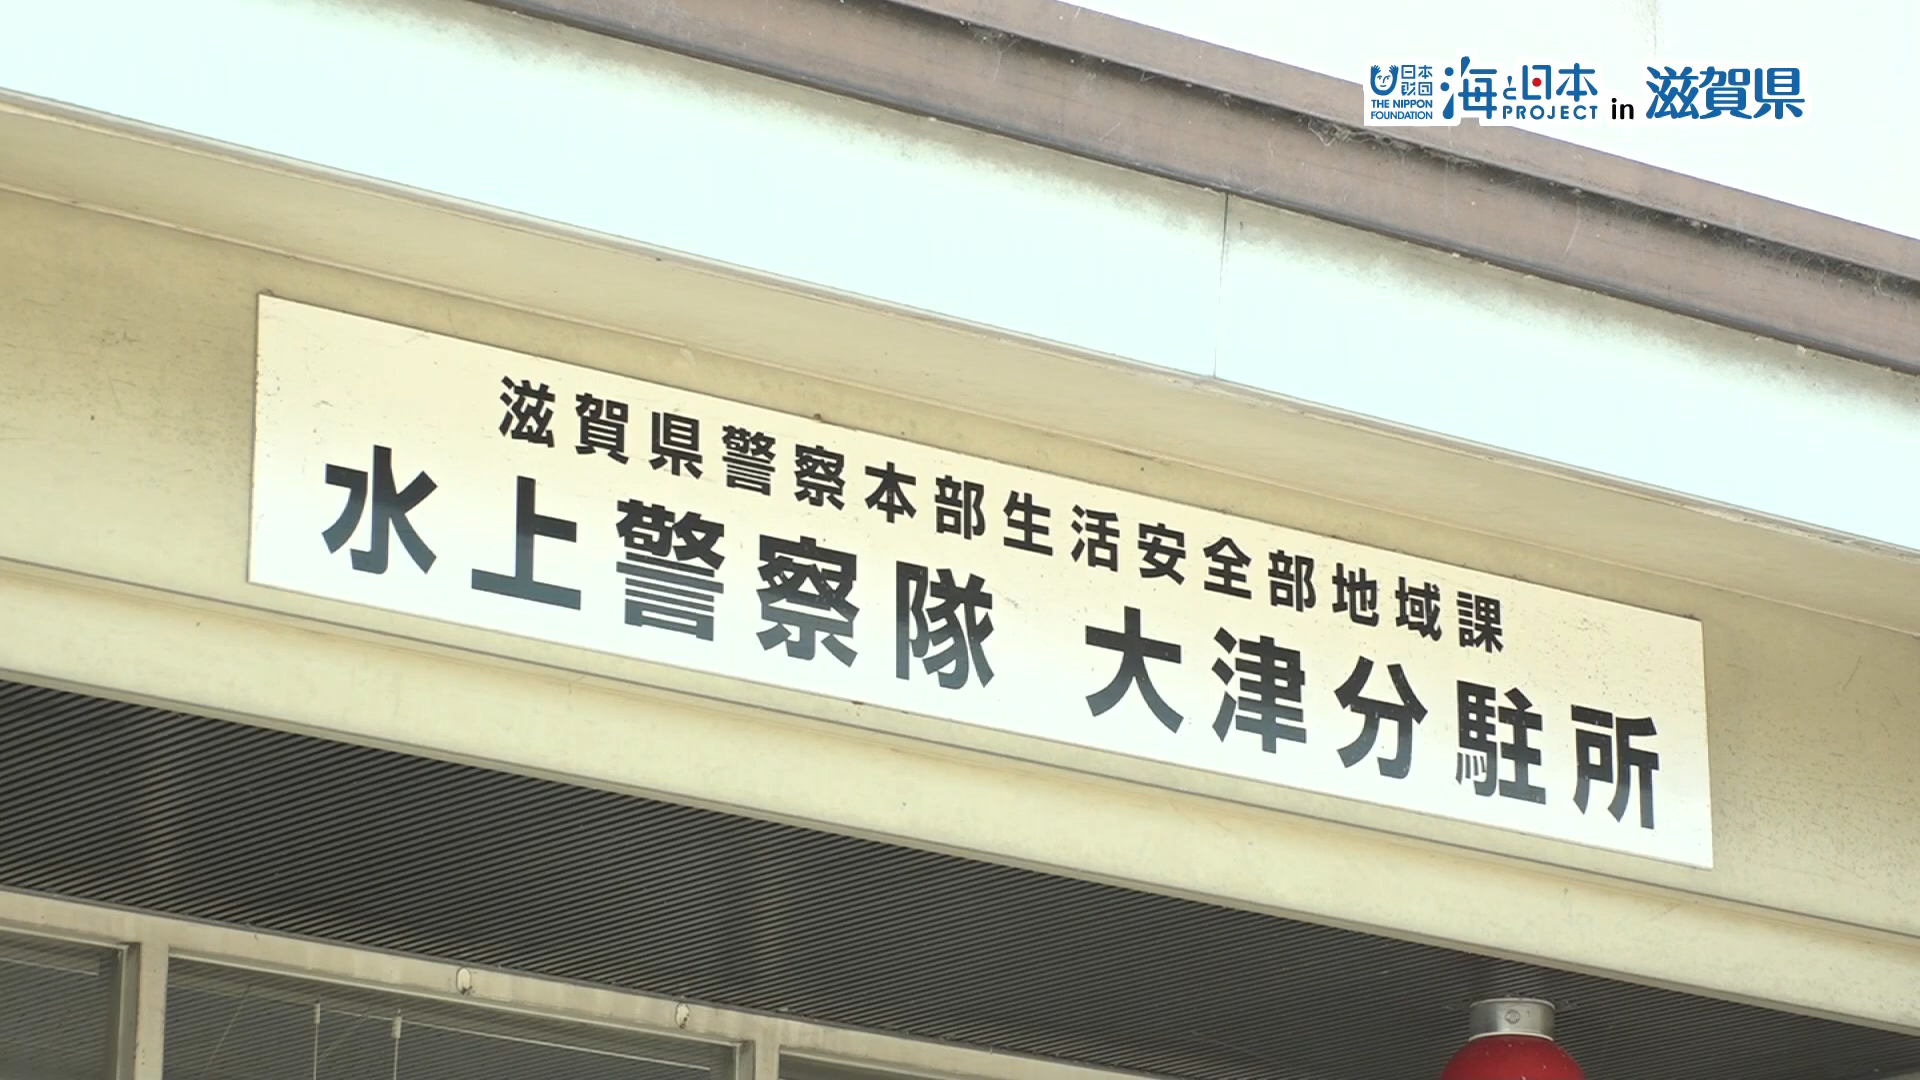 日本
財団
THE NIPPON
FOUNDATION
海と日本
PROJECT
in
滋賀県
滋賀県警察本部生活安全部地域課
水上警察隊 大津分駐所